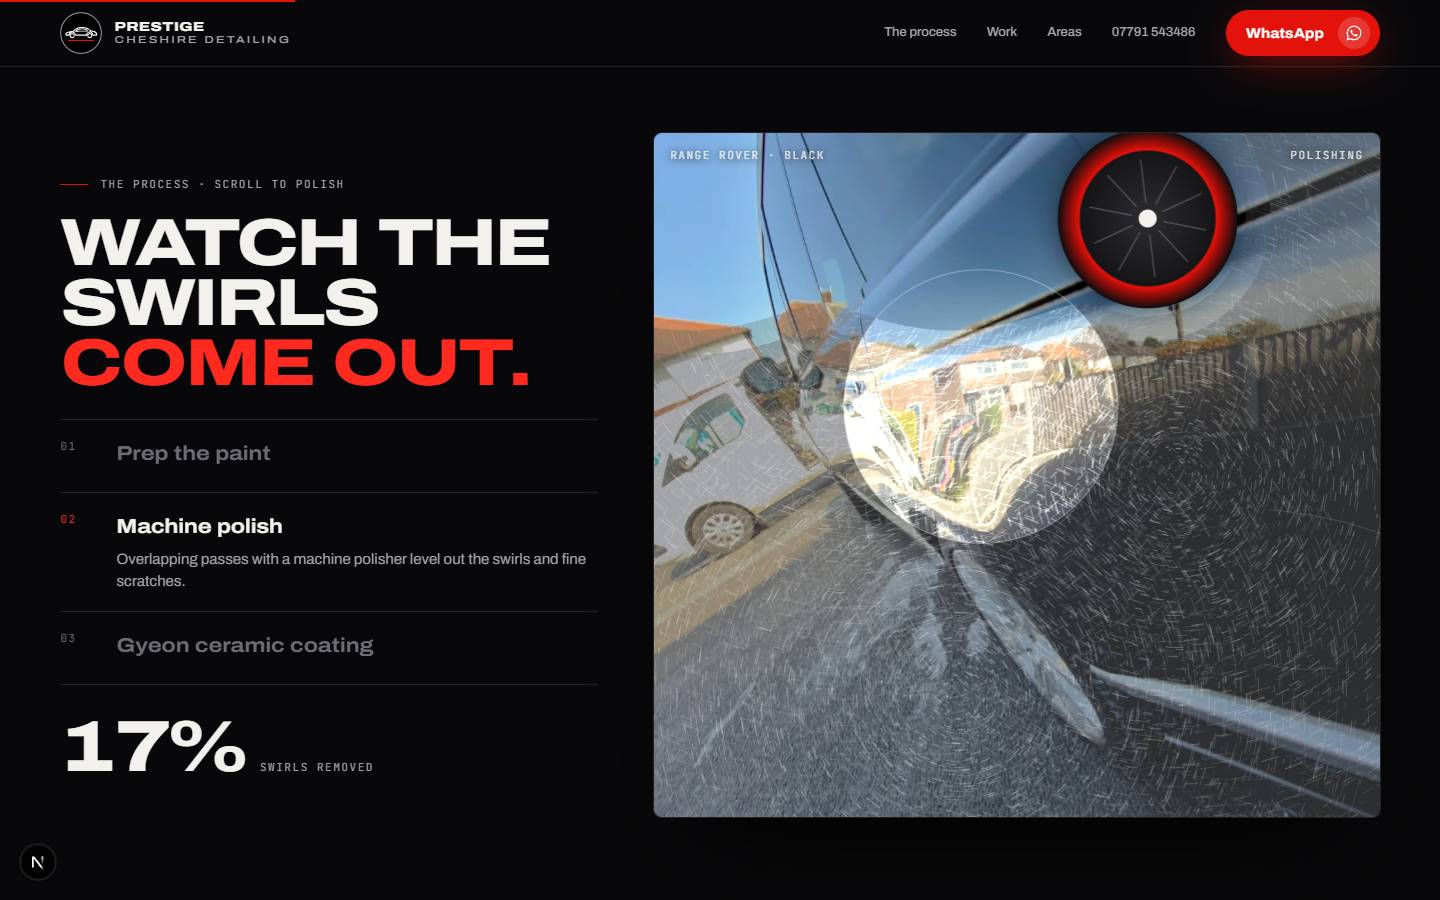 PRESTIGE
CHESHIRE DETAILING
The process
Work
Areas
07791 543486
WhatsApp
THE PROCESS · SCROLL TO POLISH
WATCH THE
SWIRLS
COME OUT.
01
Prep the paint
02
Machine polish
Overlapping passes with a machine polisher level out the swirls and fine
scratches.
03
Gyeon ceramic coating
17%
SWIRLS REMOVED
RANGE ROVER · BLACK
POLISHING
N